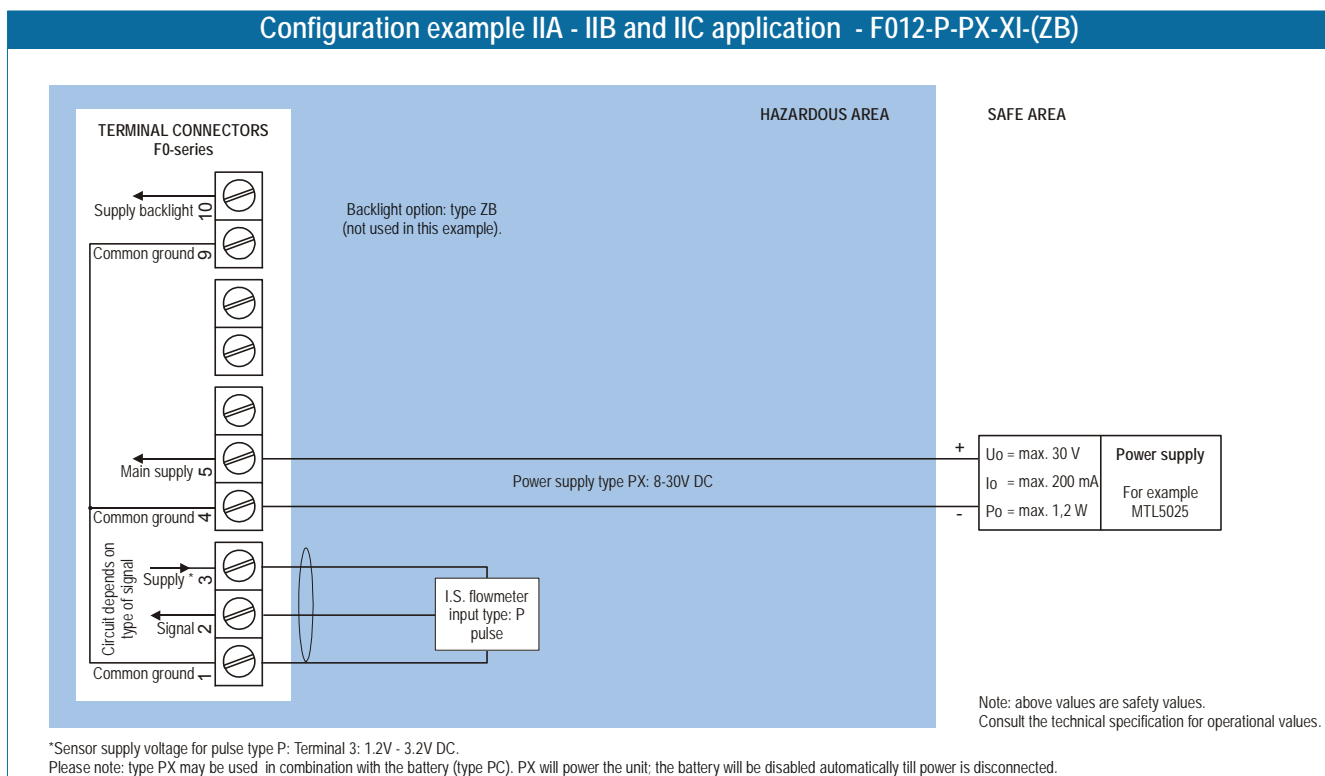 Configuration example IIA - IIB and IIC application - F012-P-PX-XI-(ZB)
HAZARDOUS AREA
SAFE AREA
TERMINAL CONNECTORS
F0-series
Supply backlight 10
Common ground 9
Backlight option: type ZB
(not used in this example).
Main supply 5
Common ground 4
Power supply type PX: 8-30V DC
+
-
Uo = max. 30 V
Io = max. 200 mA
Po = max. 1,2 W
Power supply
For example
MTL5025
Circuit depends on
type of signal
Supply * 3
Signal 2
Common ground 1
I.S. flowmeter
input type: P
pulse
Note: above values are safety values.
Consult the technical specification for operational values.
*Sensor supply voltage for pulse type P: Terminal 3: 1.2V - 3.2V DC.
Please note: type PX may be used in combination with the battery (type PC). PX will power the unit; the battery will be disabled automatically till power is disconnected.